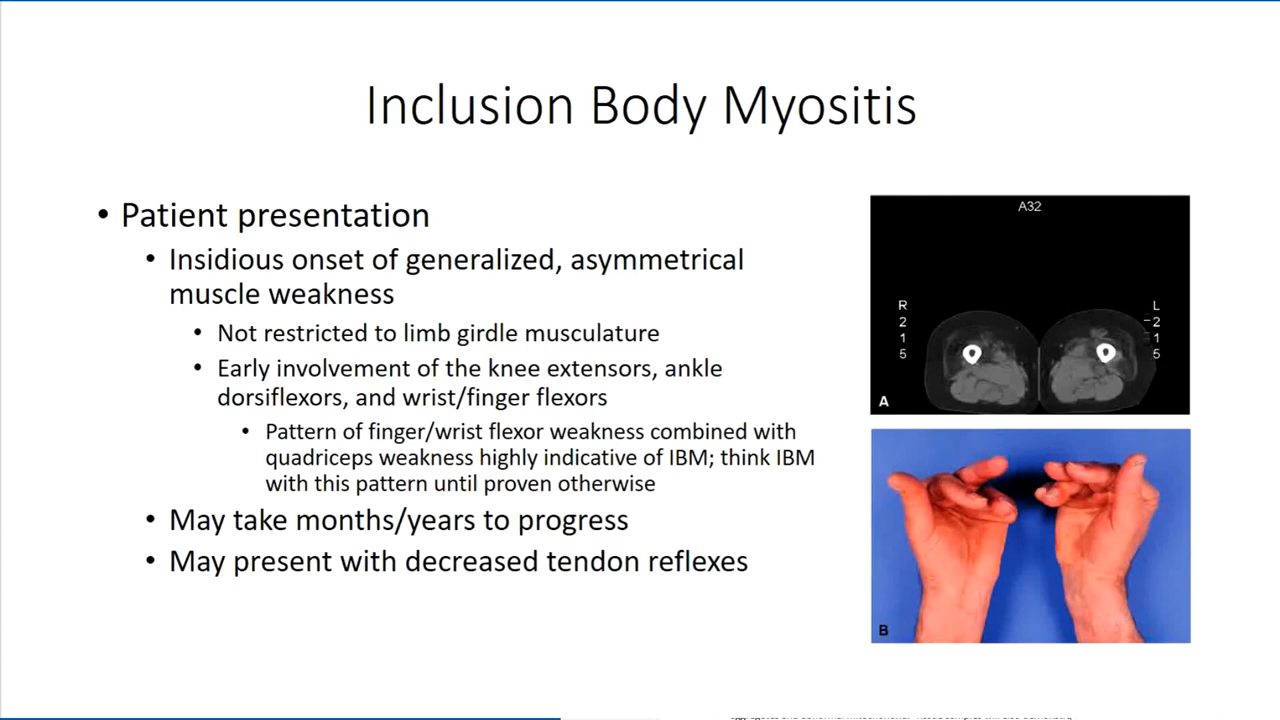 Inclusion Body Myositis
• Patient presentation
• Insidious onset of generalized, asymmetrical
muscle weakness
• Not restricted to limb girdle musculature
• Early involvement of the knee extensors, ankle
dorsiflexors, and wrist/finger flexors
• Pattern of finger/wrist flexor weakness combined with
quadriceps weakness highly indicative of IBM; think IBM
with this pattern until proven otherwise
• May take months/years to progress
• May present with decreased tendon reflexes
A32
R
2
1
5
L
2
1
5
A
B